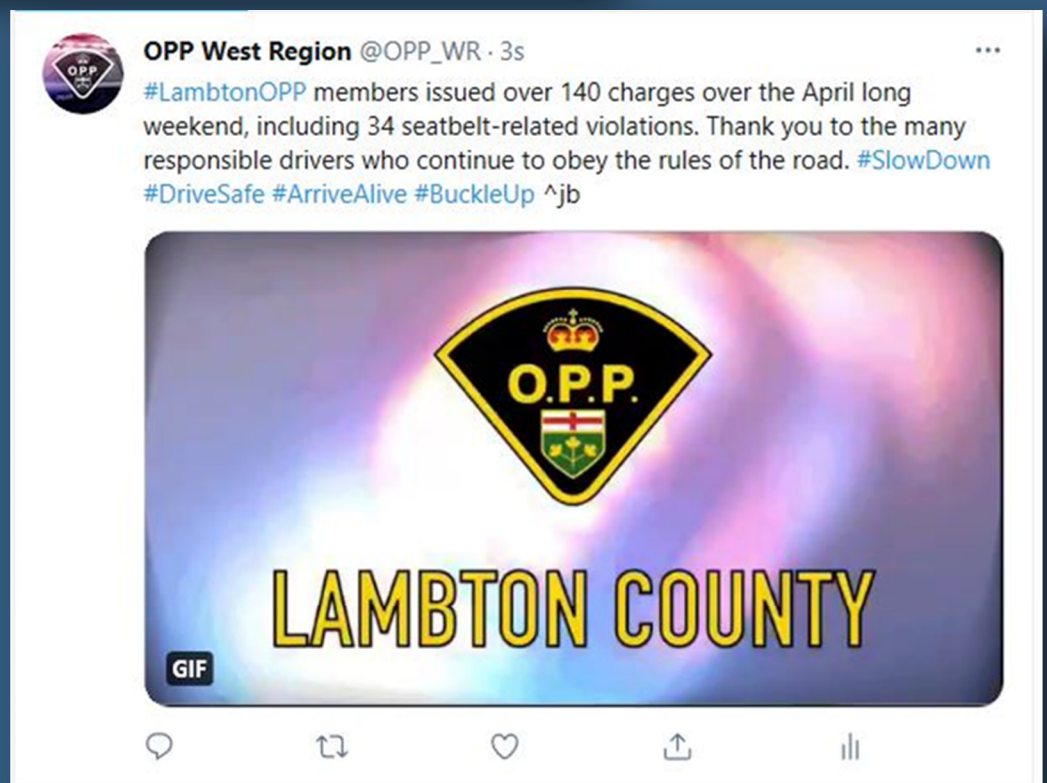 OPP West Region @OPP_WR · 3s
#LambtonOPP members issued over 140 charges over the April long
weekend, including 34 seatbelt-related violations. Thank you to the many
responsible drivers who continue to obey the rules of the road. #SlowDown
#DriveSafe #ArriveAlive #BuckleUp ^jb
O.P.P.
LAMBTON COUNTY
GIF